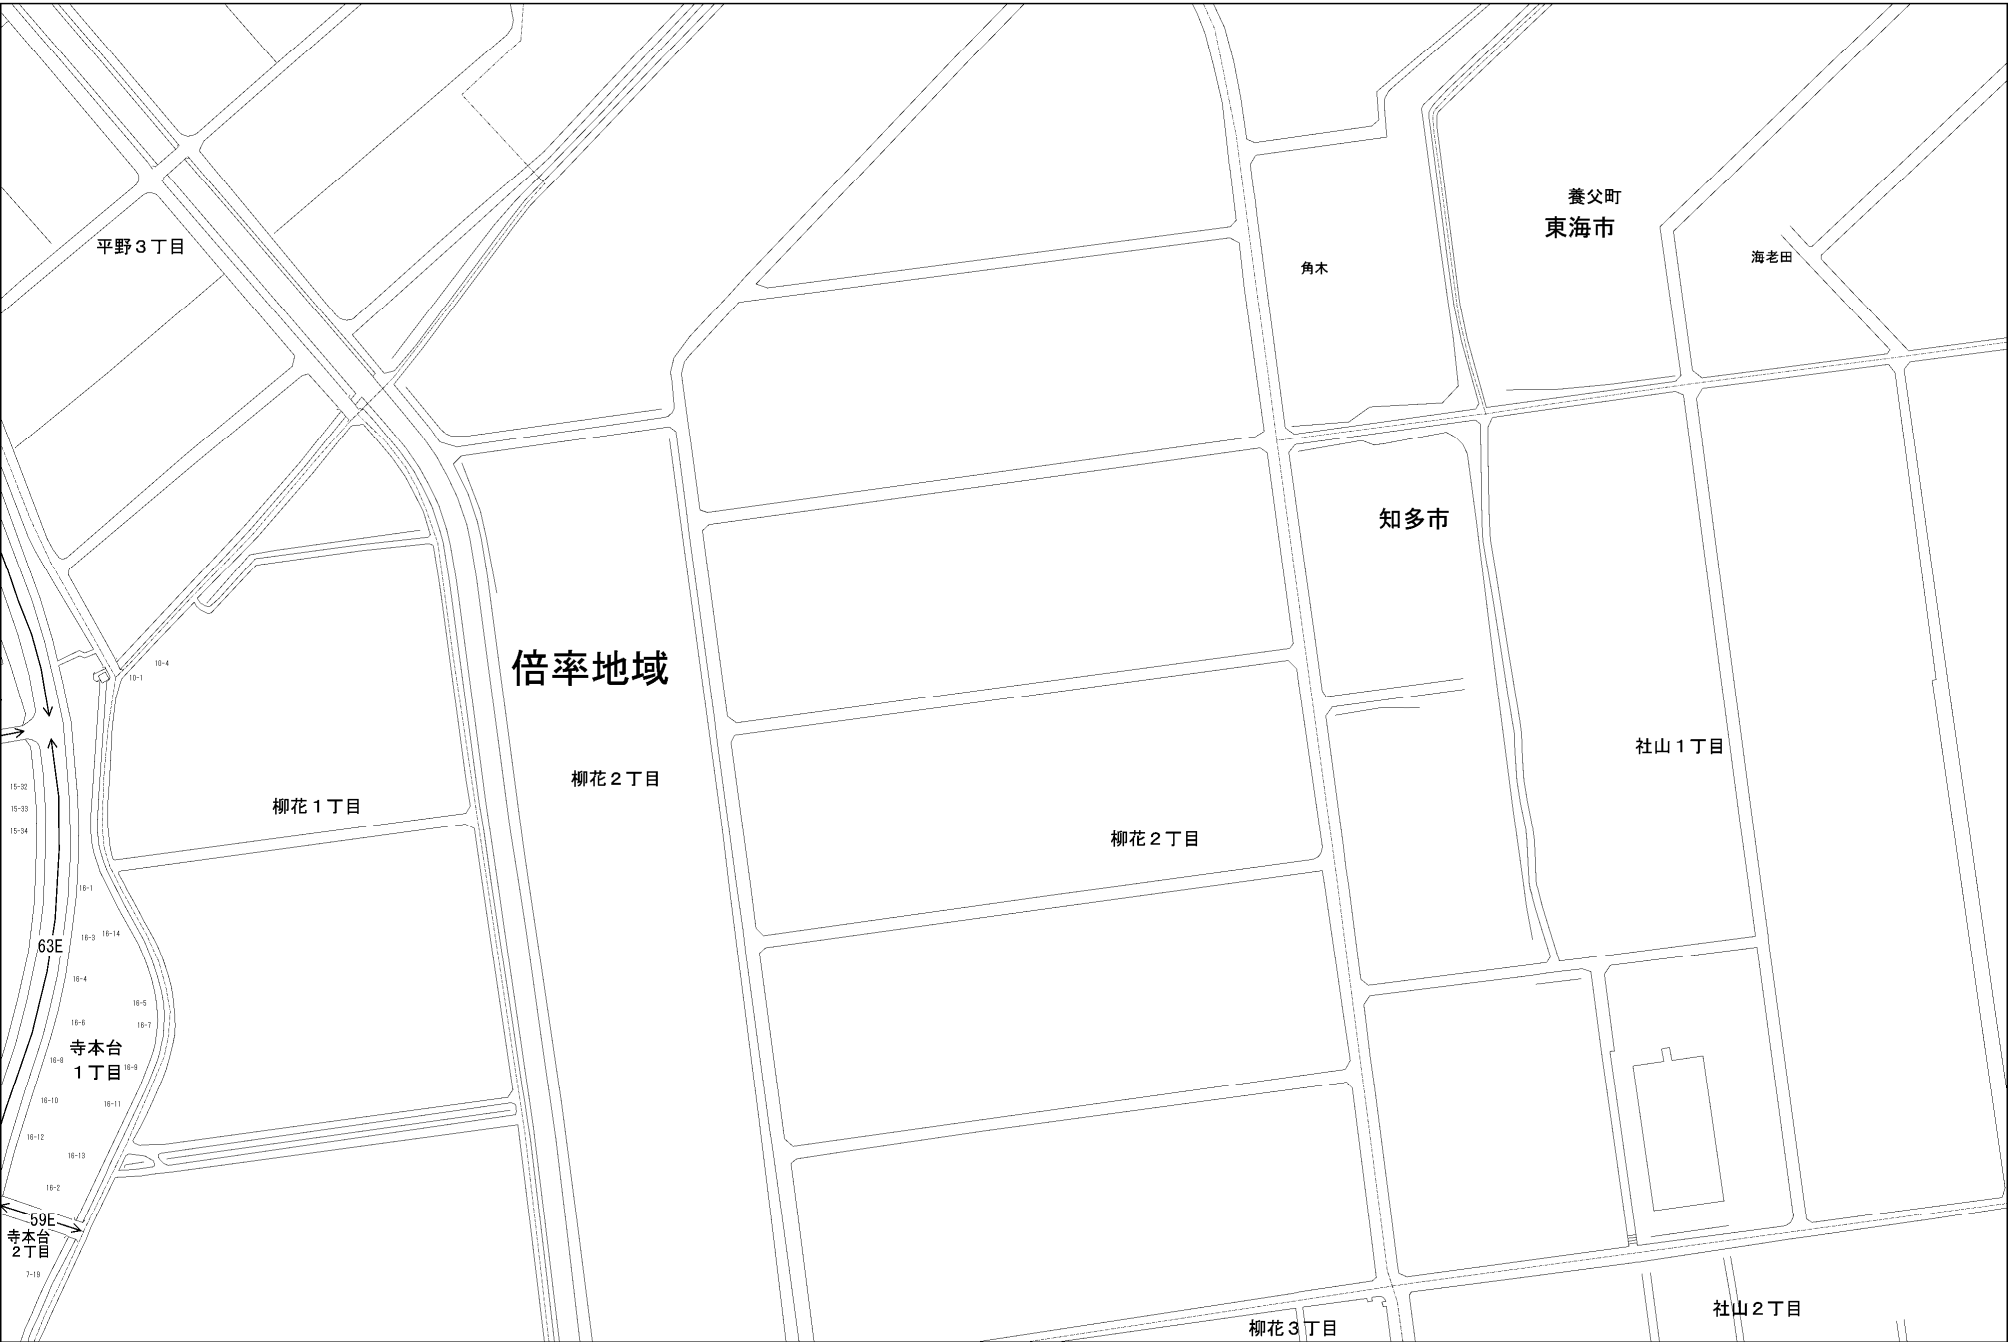 養父町
東海市
平野３丁目
海老田
角木
知多市
倍率地域
10-4
10-1
社山１丁目
柳花２丁目
15-32
柳花１丁目
15-33
15-34
柳花２丁目
16-1
16-14
16-3
63E
16-4
16-5
16-6
16-7
寺本台
１丁目
16-8
16-9
16-10
16-11
16-12
16-13
16-2
59E
寺本台
２丁目
7-19
社山２丁目
柳花３丁目